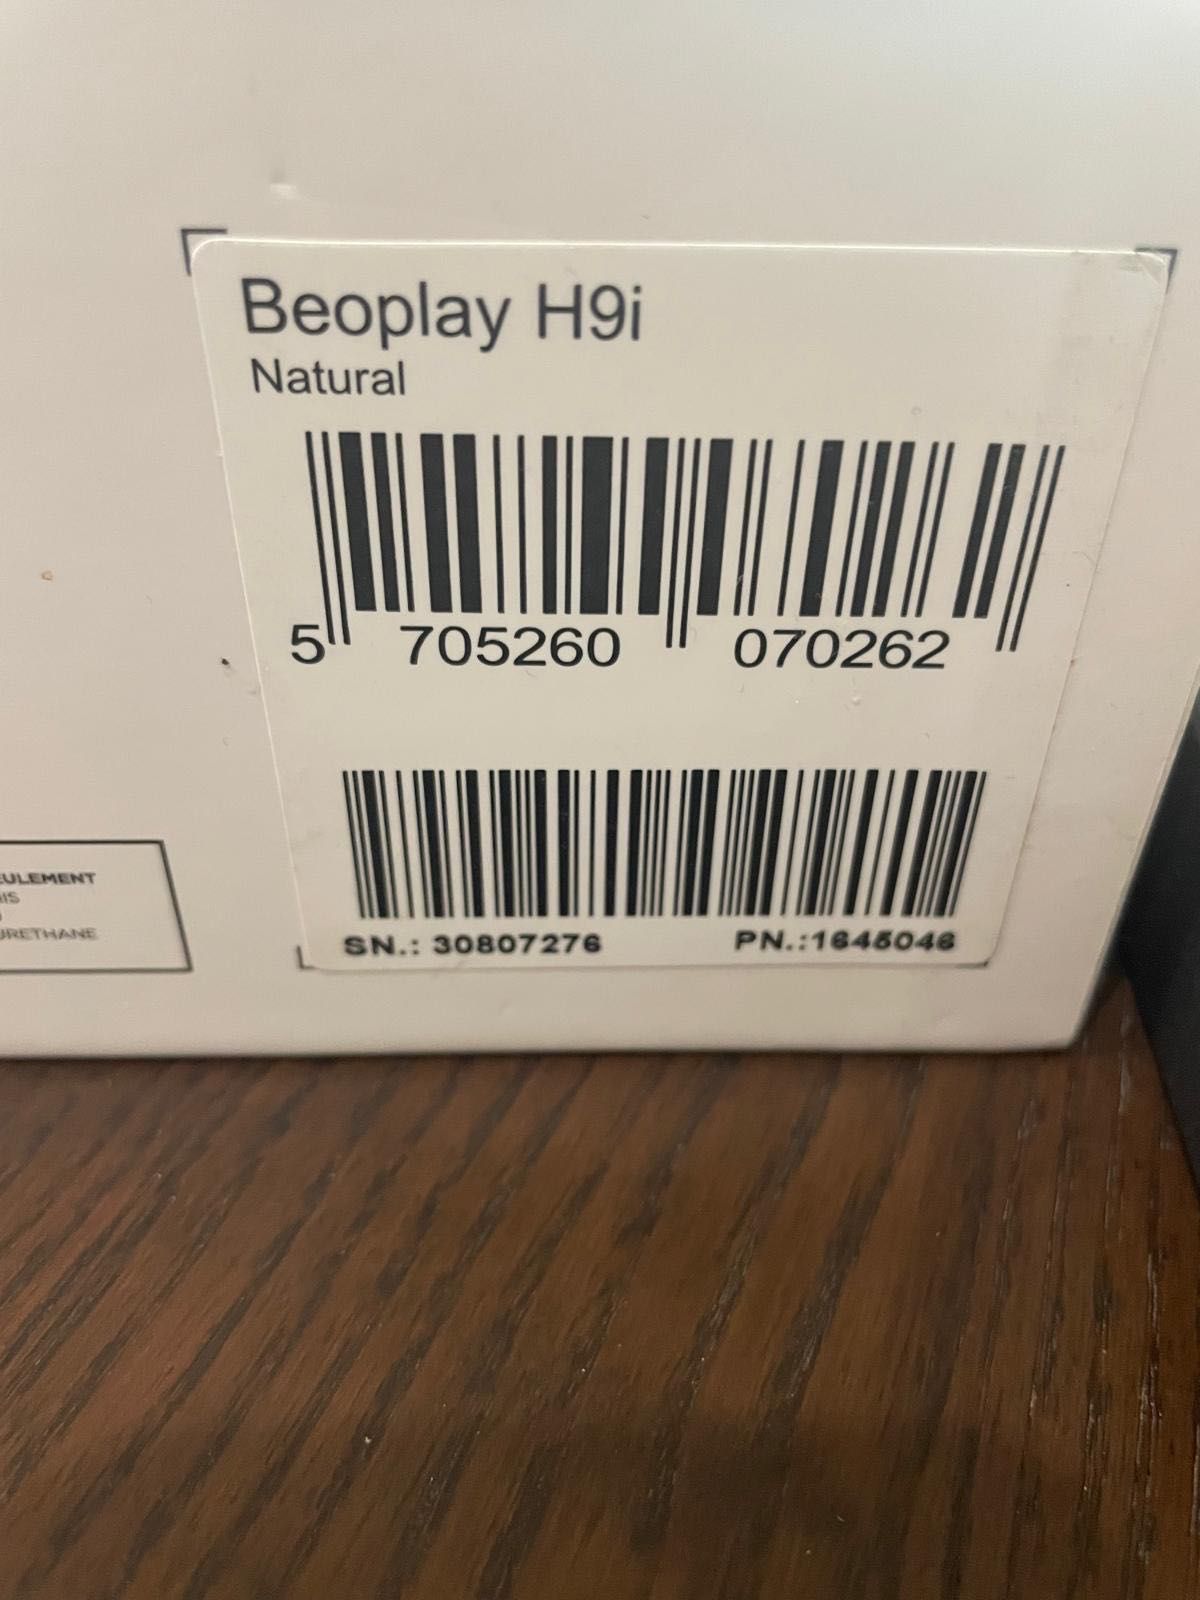 Beoplay H9i
Natural
5 705260 070262
SN.: 30807276 PN.:1645046
URETHANE